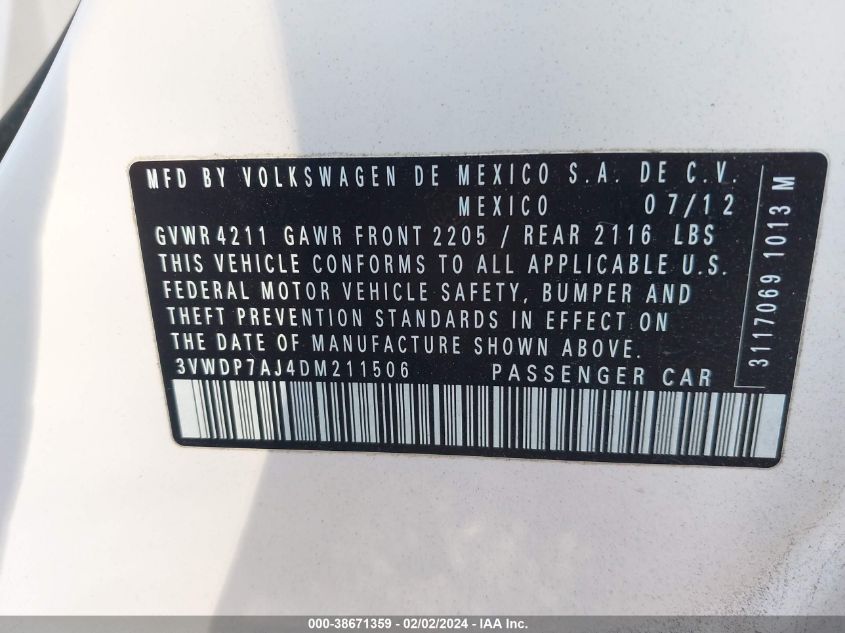 MFD BY VOLKSWAGEN DE MEXICO S.A. DE C.V.
MEXICO 07/12
GVWR 4211 GAWR FRONT 2205 / REAR 2116 LBS
THIS VEHICLE CONFORMS TO ALL APPLICABLE U.S.
FEDERAL MOTOR VEHICLE SAFETY, BUMPER AND
THEFT PREVENTION STANDARDS IN EFFECT ON
THE DATE OF MANUFACTURE SHOWN ABOVE.
3VWDP7AJ4DM211506 PASSENGER CAR
3117069 1013 M
000-38671359 - 02/02/2024 - IAA Inc.